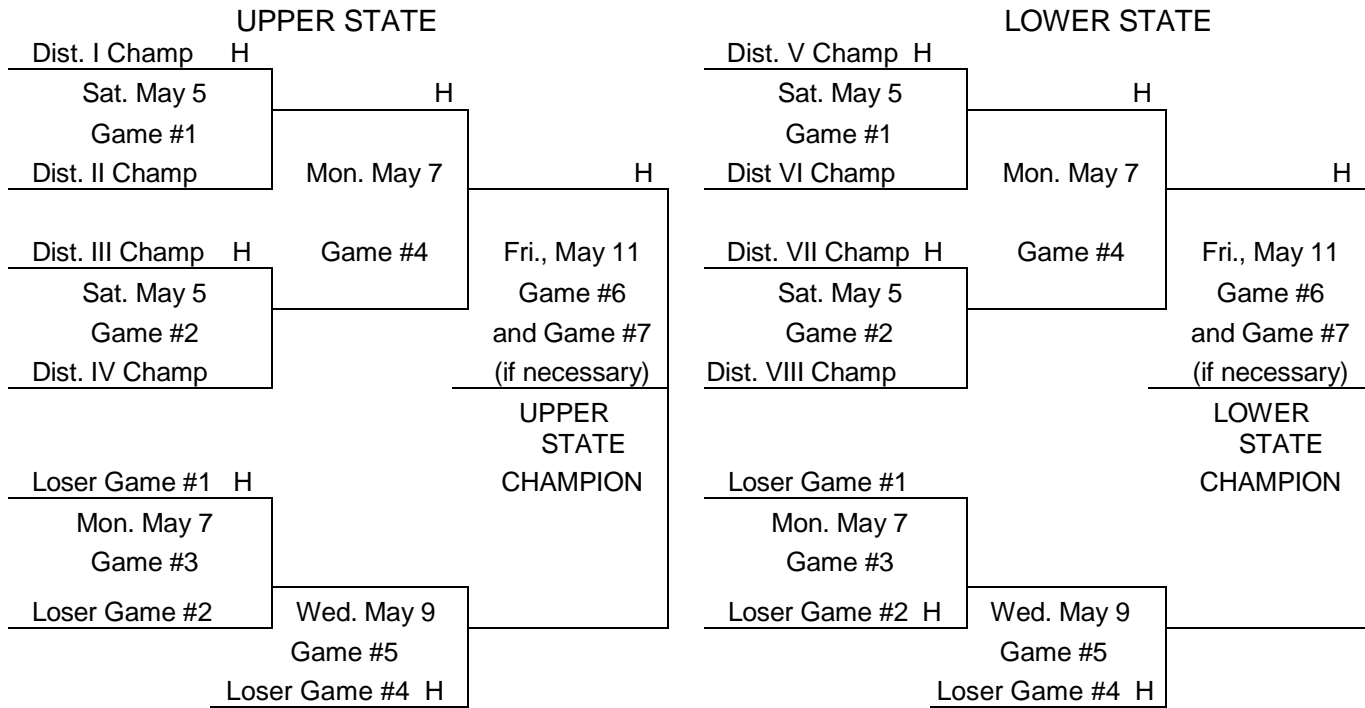 UPPER STATE
Dist. I Champ H
Sat. May 5
Game #1
Dist. II Champ
H
Mon. May 7
Game #4
Dist. III Champ H
Sat. May 5
Game #2
Dist. IV Champ
H
Fri., May 11
Game #6
and Game #7
(if necessary)
UPPER
STATE
CHAMPION
Loser Game #1 H
Mon. May 7
Game #3
Loser Game #2
Wed. May 9
Game #5
Loser Game #4 H
LOWER STATE
Dist. V Champ H
Sat. May 5
Game #1
Dist VI Champ
H
Mon. May 7
Game #4
Dist. VII Champ H
Sat. May 5
Game #2
Dist. VIII Champ
H
Fri., May 11
Game #6
and Game #7
(if necessary)
LOWER
STATE
CHAMPION
Loser Game #1
Mon. May 7
Game #3
Loser Game #2 H
Wed. May 9
Game #5
Loser Game #4 H